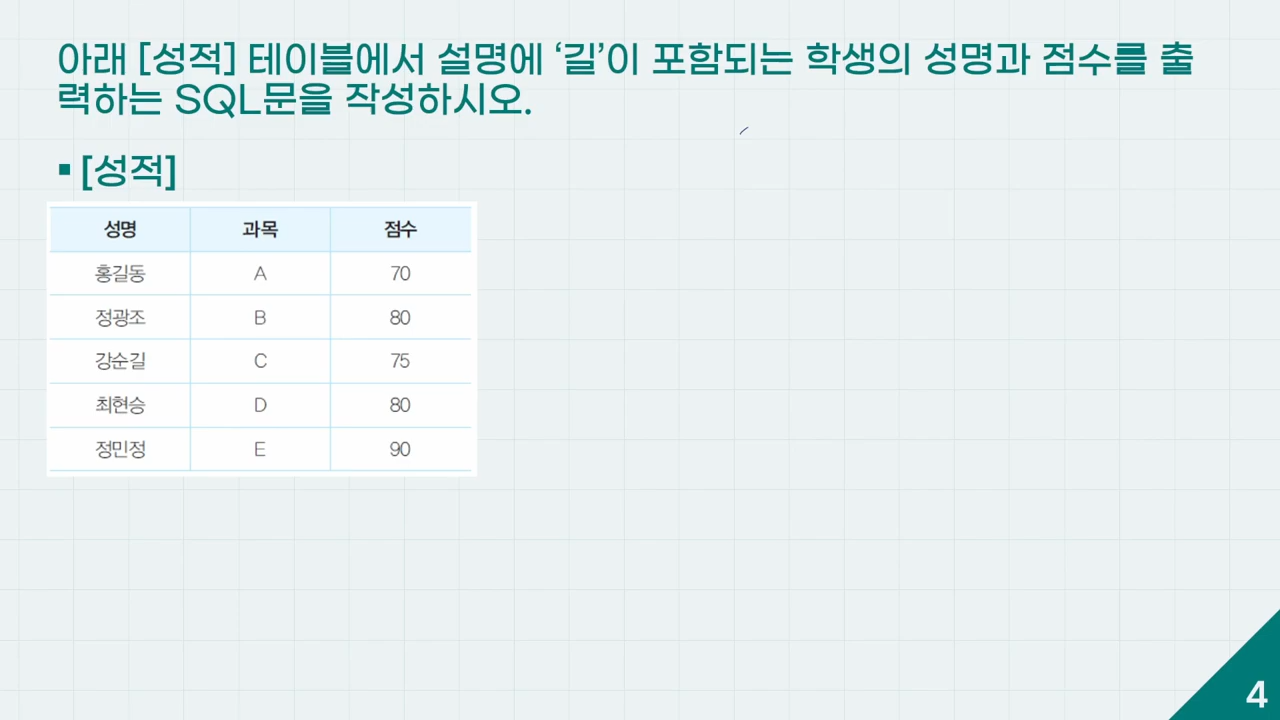 아래 [성적] 테이블에서 설명에 ‘길’이 포함되는 학생의 성명과 점수를 출
력하는 SQL문을 작성하시오.
▪ [성적]
성명 과목 점수
홍길동 A 70
정광조 B 80
강순길 C 75
최현승 D 80
정민정 E 90
4